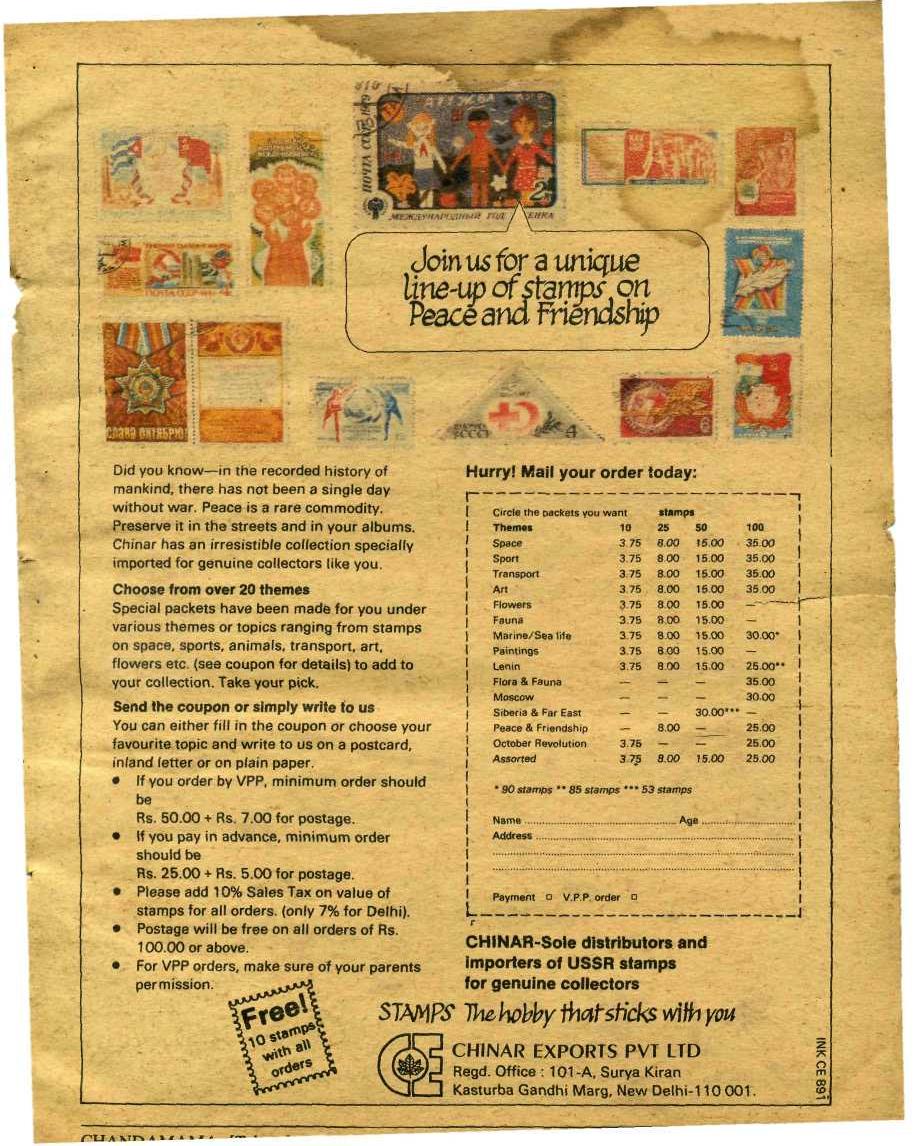 ПОЧТА СССР 1979
ДРУЖБА
МЕЖДУНАРОДНЫЙ ГОД
Join us for a unique
line-up of stamps on
Peace and Friendship
СЛАВА ОКТЯБРЮ!
СССР
4
6
Did you know—in the recorded history of
mankind, there has not been a single day
without war. Peace is a rare commodity.
Preserve it in the streets and in your albums.
Chinar has an irresistible collection specially
imported for genuine collectors like you.
Choose from over 20 themes
Special packets have been made for you under
various themes or topics ranging from stamps
on space, sports, animals, transport, art,
flowers etc. (see coupon for details) to add to
your collection. Take your pick.
Send the coupon or simply write to us
You can either fill in the coupon or choose your
favourite topic and write to us on a postcard,
inland letter or on plain paper.
• If you order by VPP, minimum order should
be
Rs. 50.00 + Rs. 7.00 for postage.
• If you pay in advance, minimum order
should be
Rs. 25.00 + Rs. 5.00 for postage.
• Please add 10% Sales Tax on value of
stamps for all orders. (only 7% for Delhi).
• Postage will be free on all orders of Rs.
100.00 or above.
• For VPP orders, make sure of your parents
permission.
Free!
10 stamps
with all
orders
Hurry! Mail your order today:
Circle the packets you want stamps
Themes 10 25 50 100
Space 3.75 8.00 15.00 35.00
Sport 3.75 8.00 15.00 35.00
Transport 3.75 8.00 15.00 35.00
Art 3.75 8.00 15.00 35.00
Flowers 3.75 8.00 15.00 —
Fauna 3.75 8.00 15.00 —
Marine/Sea life 3.75 8.00 15.00 30.00*
Paintings 3.75 8.00 15.00 —
Lenin 3.75 8.00 15.00 25.00**
Flora & Fauna — — — 35.00
Moscow — — — 30.00
Siberia & Far East — — 30.00*** —
Peace & Friendship — 8.00 — 25.00
October Revolution 3.75 — — 25.00
Assorted 3.75 8.00 15.00 25.00
* 90 stamps ** 85 stamps *** 53 stamps
Name Age
Address
Payment □ V.P.P. order □
CHINAR-Sole distributors and
importers of USSR stamps
for genuine collectors
STAMPS The hobby that sticks with you
CHINAR EXPORTS PVT LTD
Regd. Office : 101-A, Surya Kiran
Kasturba Gandhi Marg, New Delhi-110 001.
INK CE 891
CHANDAMAMA